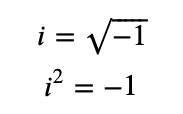 i = √−1
i² = −1